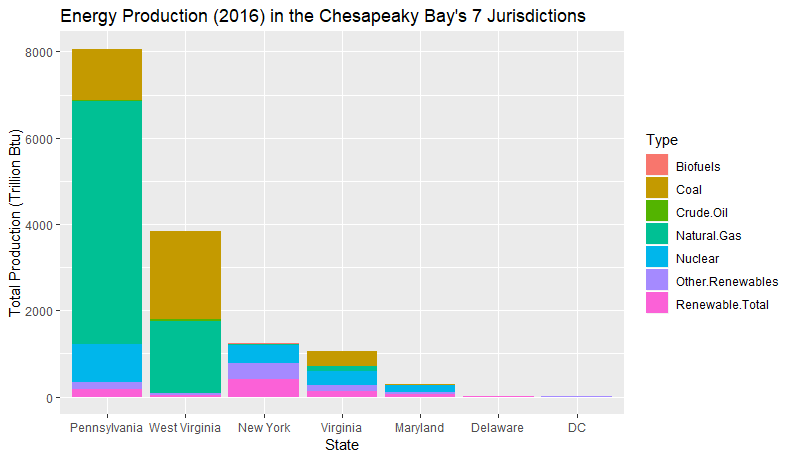 Energy Production (2016) in the Chesapeaky Bay's 7 Jurisdictions
Total Production (Trillion Btu)
8000
6000
4000
2000
0
Pennsylvania West Virginia New York Virginia Maryland Delaware DC
State
Type
Biofuels
Coal
Crude.Oil
Natural.Gas
Nuclear
Other.Renewables
Renewable.Total